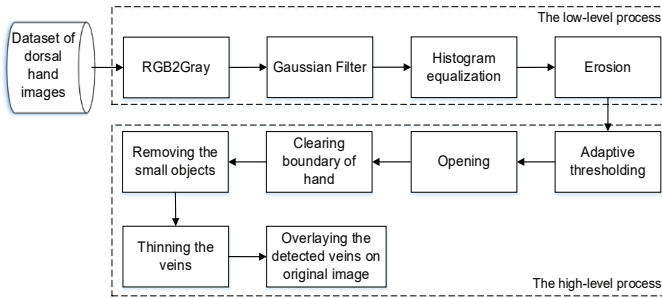 The low-level process
Dataset of
dorsal
hand
images
RGB2Gray
Gaussian Filter
Histogram
equalization
Erosion
Adaptive
thresholding
Opening
Clearing
boundary of
hand
Removing the
small objects
Thinning the
veins
Overlaying the
detected veins on
original image
The high-level process